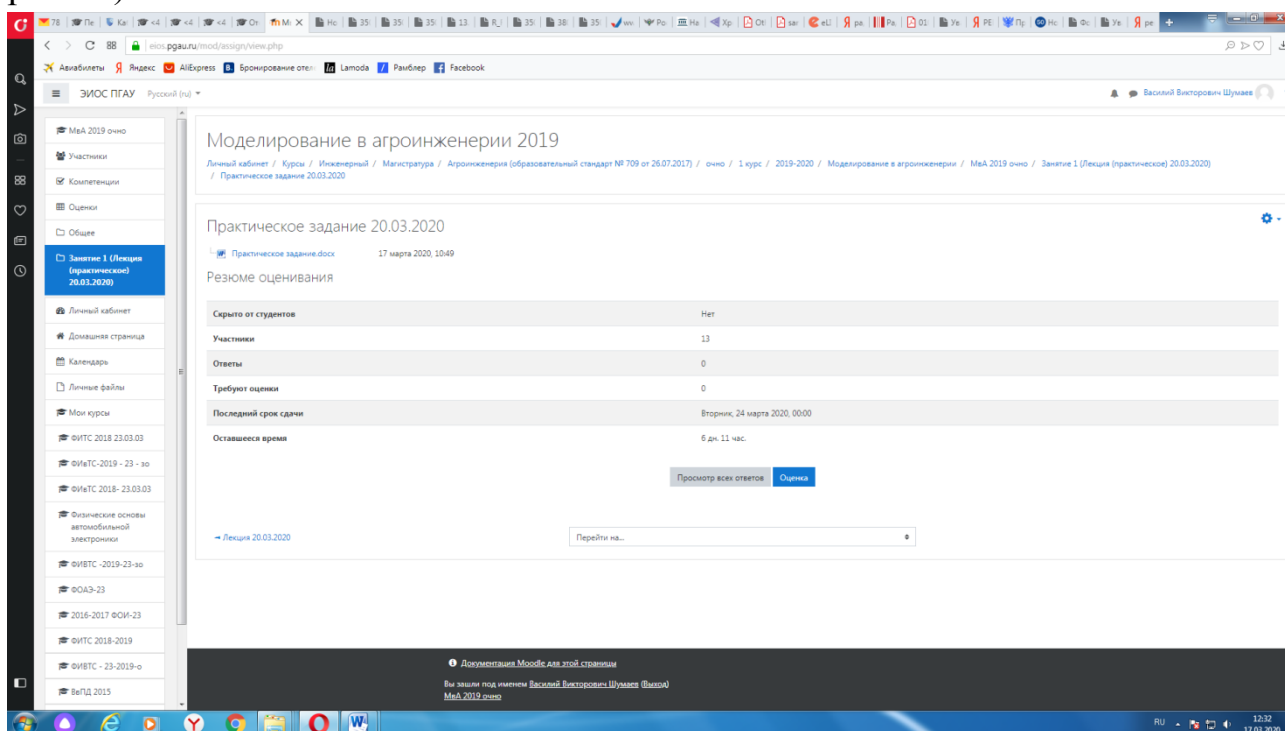 78
eios.pgau.ru/mod/assign/view.php
Авиабилеты Яндекс AliExpress Бронирование отел Lamoda Рамблер Facebook
ЭИОС ПГАУ Русский (ru)
Василий Викторович Шумаев
МвА 2019 очно
Участники
Компетенции
Оценки
Общее
Занятие 1 (Лекция
(практическое)
20.03.2020)
Личный кабинет
Домашняя страница
Календарь
Личные файлы
Мои курсы
ФИТС 2018 23.03.03
ФИвТС-2019 - 23 - зо
ФИвТС 2018- 23.03.03
Физические основы
автомобильной
электроники
ФИВТС -2019-23-зо
ФОАЭ-23
2016-2017 ФОИ-23
ФИТС 2018-2019
ФИВТС - 23-2019-о
ВвПД 2015
Моделирование в агроинженерии 2019
Личный кабинет / Курсы / Инженерный / Магистратура / Агроинженерия (образовательный стандарт № 709 от 26.07.2017) / очно / 1 курс / 2019-2020 / Моделирование в агроинженерии / МвА 2019 очно / Занятие 1 (Лекция (практическое) 20.03.2020)
/ Практическое задание 20.03.2020
Практическое задание 20.03.2020
Практическое задание.docx 17 марта 2020, 10:49
Резюме оценивания
Скрыто от студентов Нет
Участники 13
Ответы 0
Требуют оценки 0
Последний срок сдачи Вторник, 24 марта 2020, 00:00
Оставшееся время 6 дн. 11 час.
Просмотр всех ответов Оценка
→ Лекция 20.03.2020 Перейти на...
Документация Moodle для этой страницы
Вы зашли под именем Василий Викторович Шумаев (Выход)
МвА 2019 очно
RU 12:32
17.03.2020